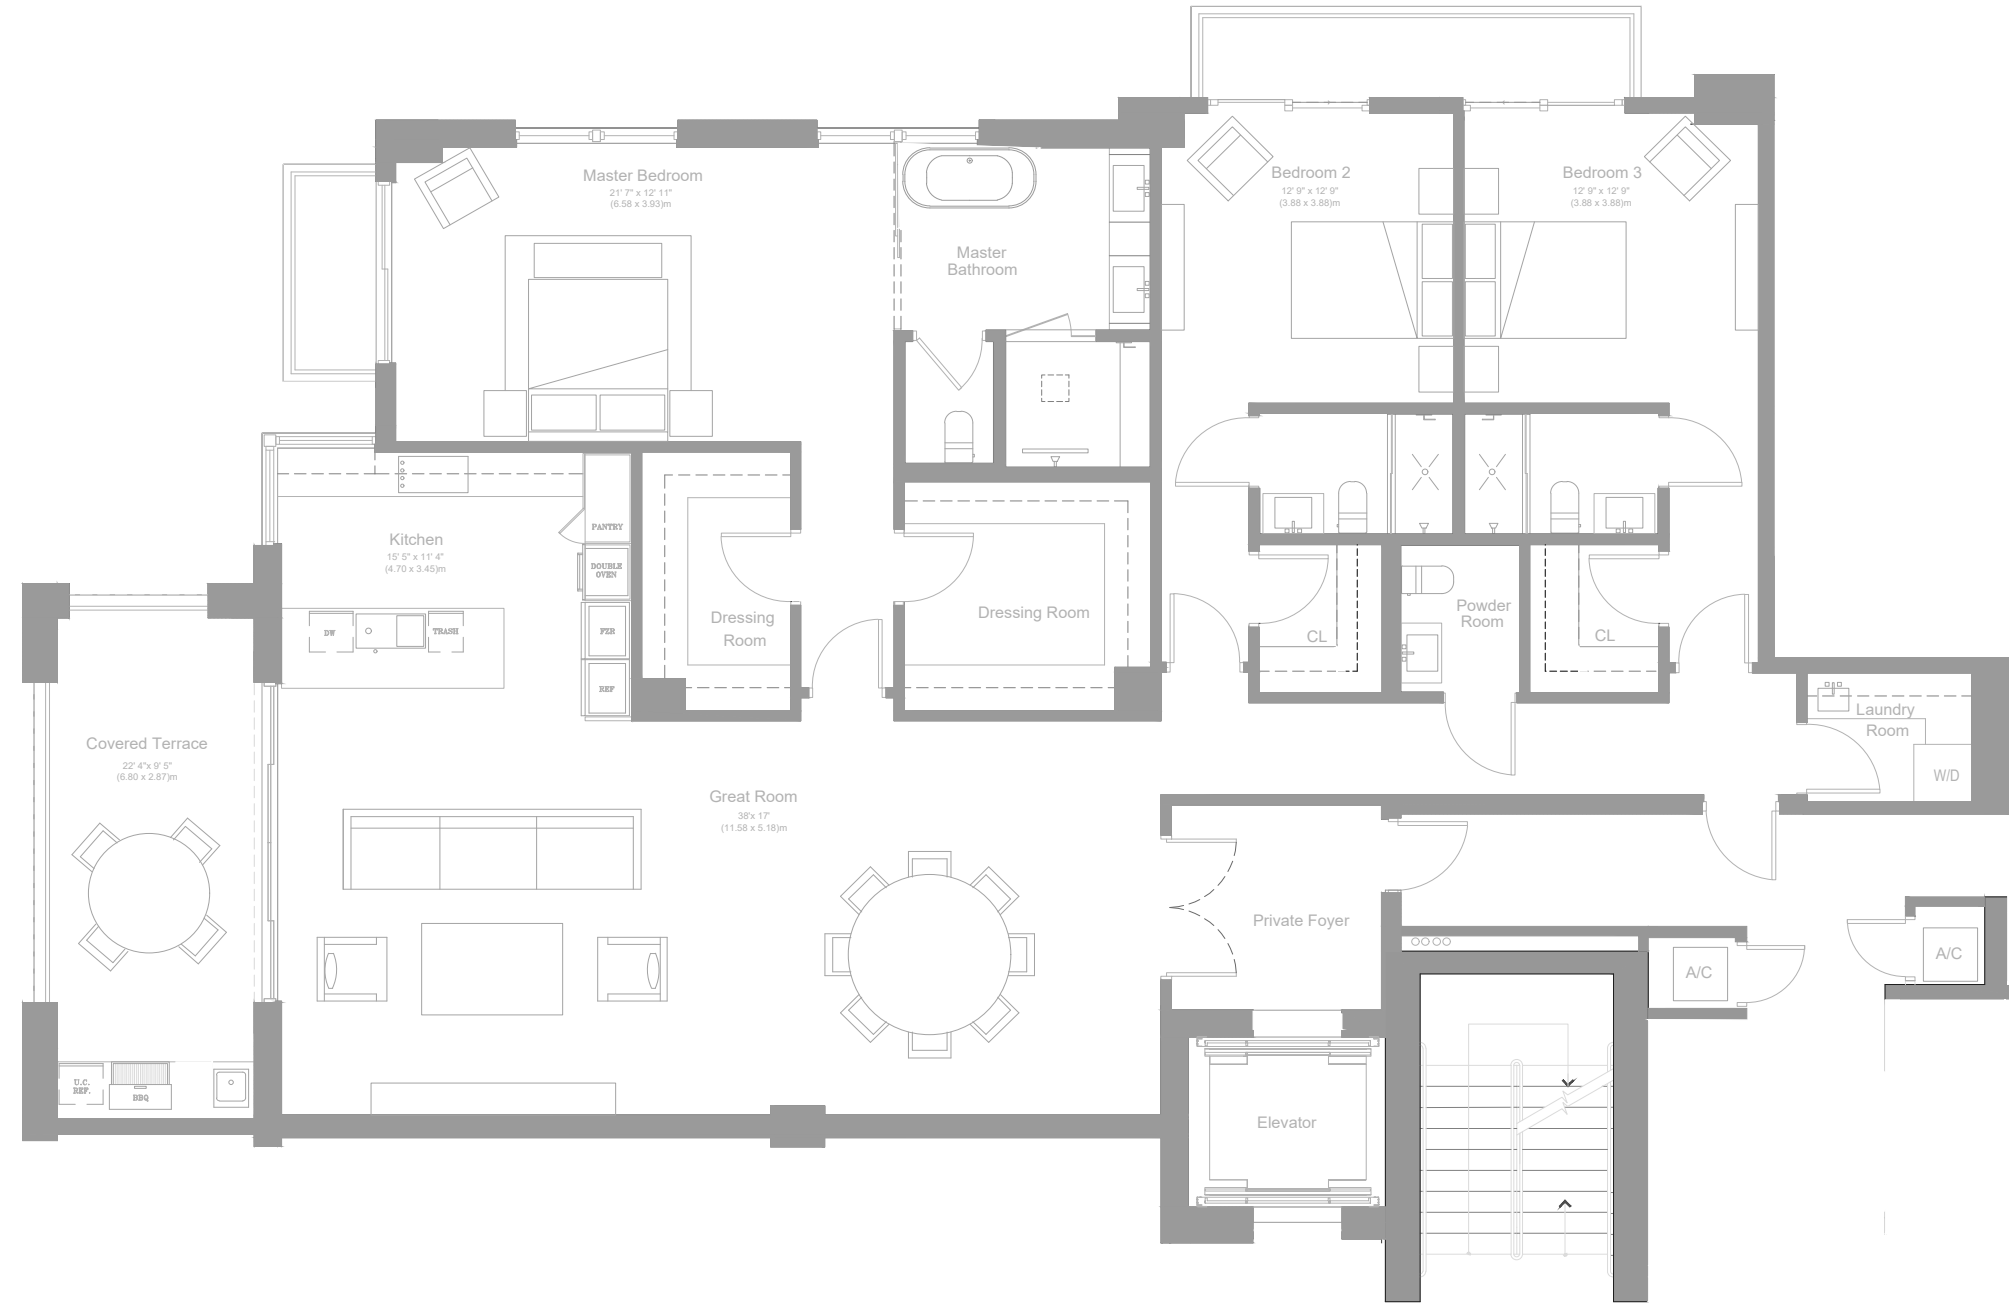 Master Bedroom
21' 7" x 12' 11"
(6.58 x 3.93)m
Master
Bathroom
Bedroom 2
12' 9" x 12' 9"
(3.88 x 3.88)m
Bedroom 3
12' 9" x 12' 9"
(3.88 x 3.88)m
Kitchen
15' 5" x 11' 4"
(4.70 x 3.45)m
PANTRY
DOUBLE
OVEN
FZR
REF
DW
TRASH
Dressing
Room
Dressing Room
CL
Powder
Room
CL
Laundry
Room
W/D
Covered Terrace
22' 4"x 9' 5"
(6.80 x 2.87)m
Great Room
38'x 17'
(11.58 x 5.18)m
Private Foyer
A/C
A/C
U.C.
REF.
BBQ
Elevator